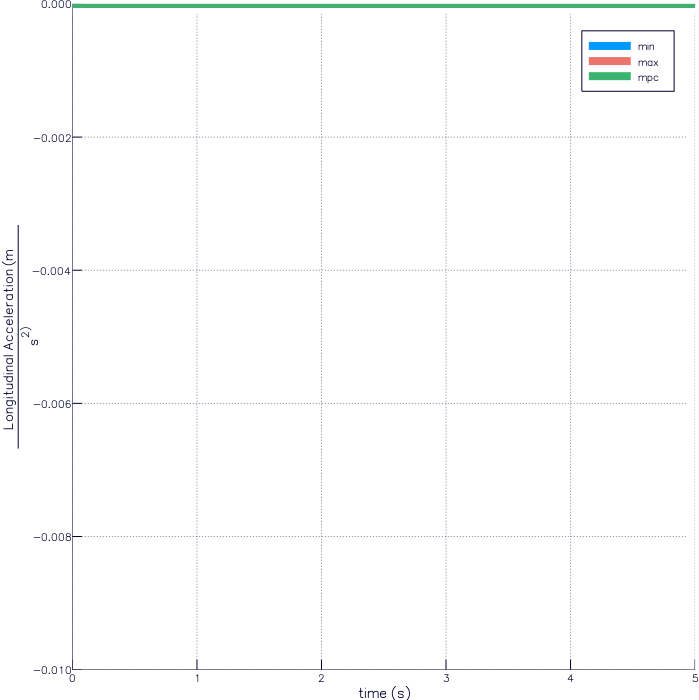 0.000
-0.002
-0.004
-0.006
-0.008
-0.010
0 1 2 3 4 5
time (s)
Longitudinal Acceleration (m
s 2)
min
max
mpc